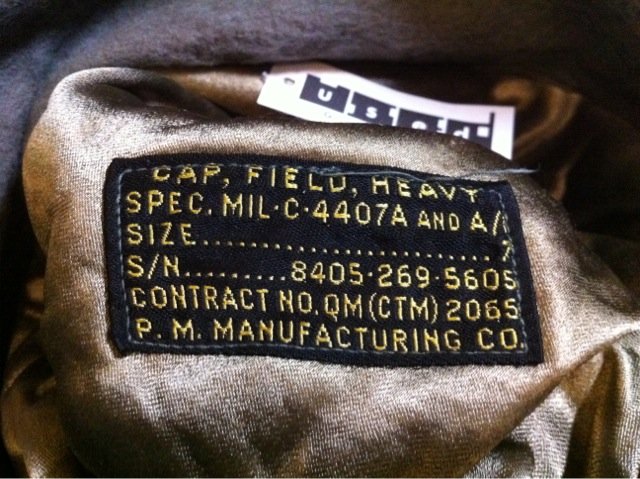 used
CAP, FIELD, HEAVY
SPEC. MIL·C·4407A AND A/
SIZE........................7
S/N.........8405·269·5605
CONTRACT NO. QM (CTM) 2065
P. M. MANUFACTURING CO.